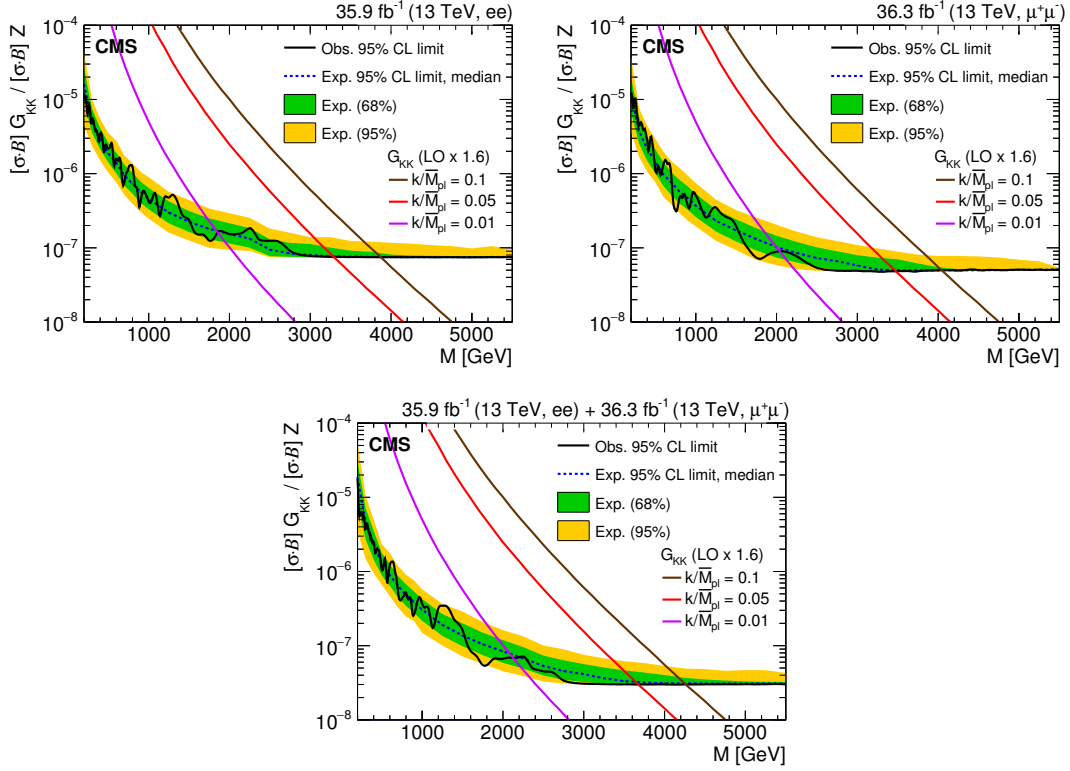 35.9 fb⁻¹ (13 TeV, ee)
CMS
Obs. 95% CL limit
Exp. 95% CL limit, median
Exp. (68%)
Exp. (95%)
G_KK (LO x 1.6)
k/M̅_pl = 0.1
k/M̅_pl = 0.05
k/M̅_pl = 0.01
[σ·B] G_KK / [σ·B] Z
10⁻⁴
10⁻⁵
10⁻⁶
10⁻⁷
10⁻⁸
1000 2000 3000 4000 5000
M [GeV]
36.3 fb⁻¹ (13 TeV, μ⁺μ⁻)
CMS
Obs. 95% CL limit
Exp. 95% CL limit, median
Exp. (68%)
Exp. (95%)
G_KK (LO x 1.6)
k/M̅_pl = 0.1
k/M̅_pl = 0.05
k/M̅_pl = 0.01
[σ·B] G_KK / [σ·B] Z
10⁻⁴
10⁻⁵
10⁻⁶
10⁻⁷
10⁻⁸
1000 2000 3000 4000 5000
M [GeV]
35.9 fb⁻¹ (13 TeV, ee) + 36.3 fb⁻¹ (13 TeV, μ⁺μ⁻)
CMS
Obs. 95% CL limit
Exp. 95% CL limit, median
Exp. (68%)
Exp. (95%)
G_KK (LO x 1.6)
k/M̅_pl = 0.1
k/M̅_pl = 0.05
k/M̅_pl = 0.01
[σ·B] G_KK / [σ·B] Z
10⁻⁴
10⁻⁵
10⁻⁶
10⁻⁷
10⁻⁸
1000 2000 3000 4000 5000
M [GeV]